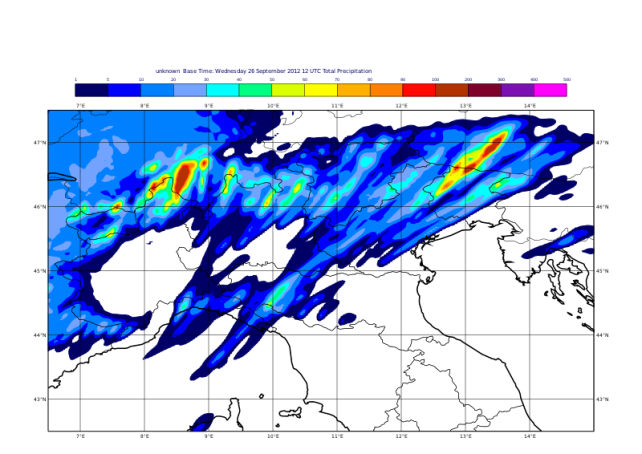 unknown Base Time: Wednesday 26 September 2012 12 UTC Total Precipitation
1 5 10 20 30 40 50 60 70 80 90 100 200 300 400 500
7°E 8°E 9°E 10°E 11°E 12°E 13°E 14°E
47°N 47°N
46°N 46°N
45°N 45°N
44°N 44°N
43°N 43°N
7°E 8°E 9°E 10°E 11°E 12°E 13°E 14°E